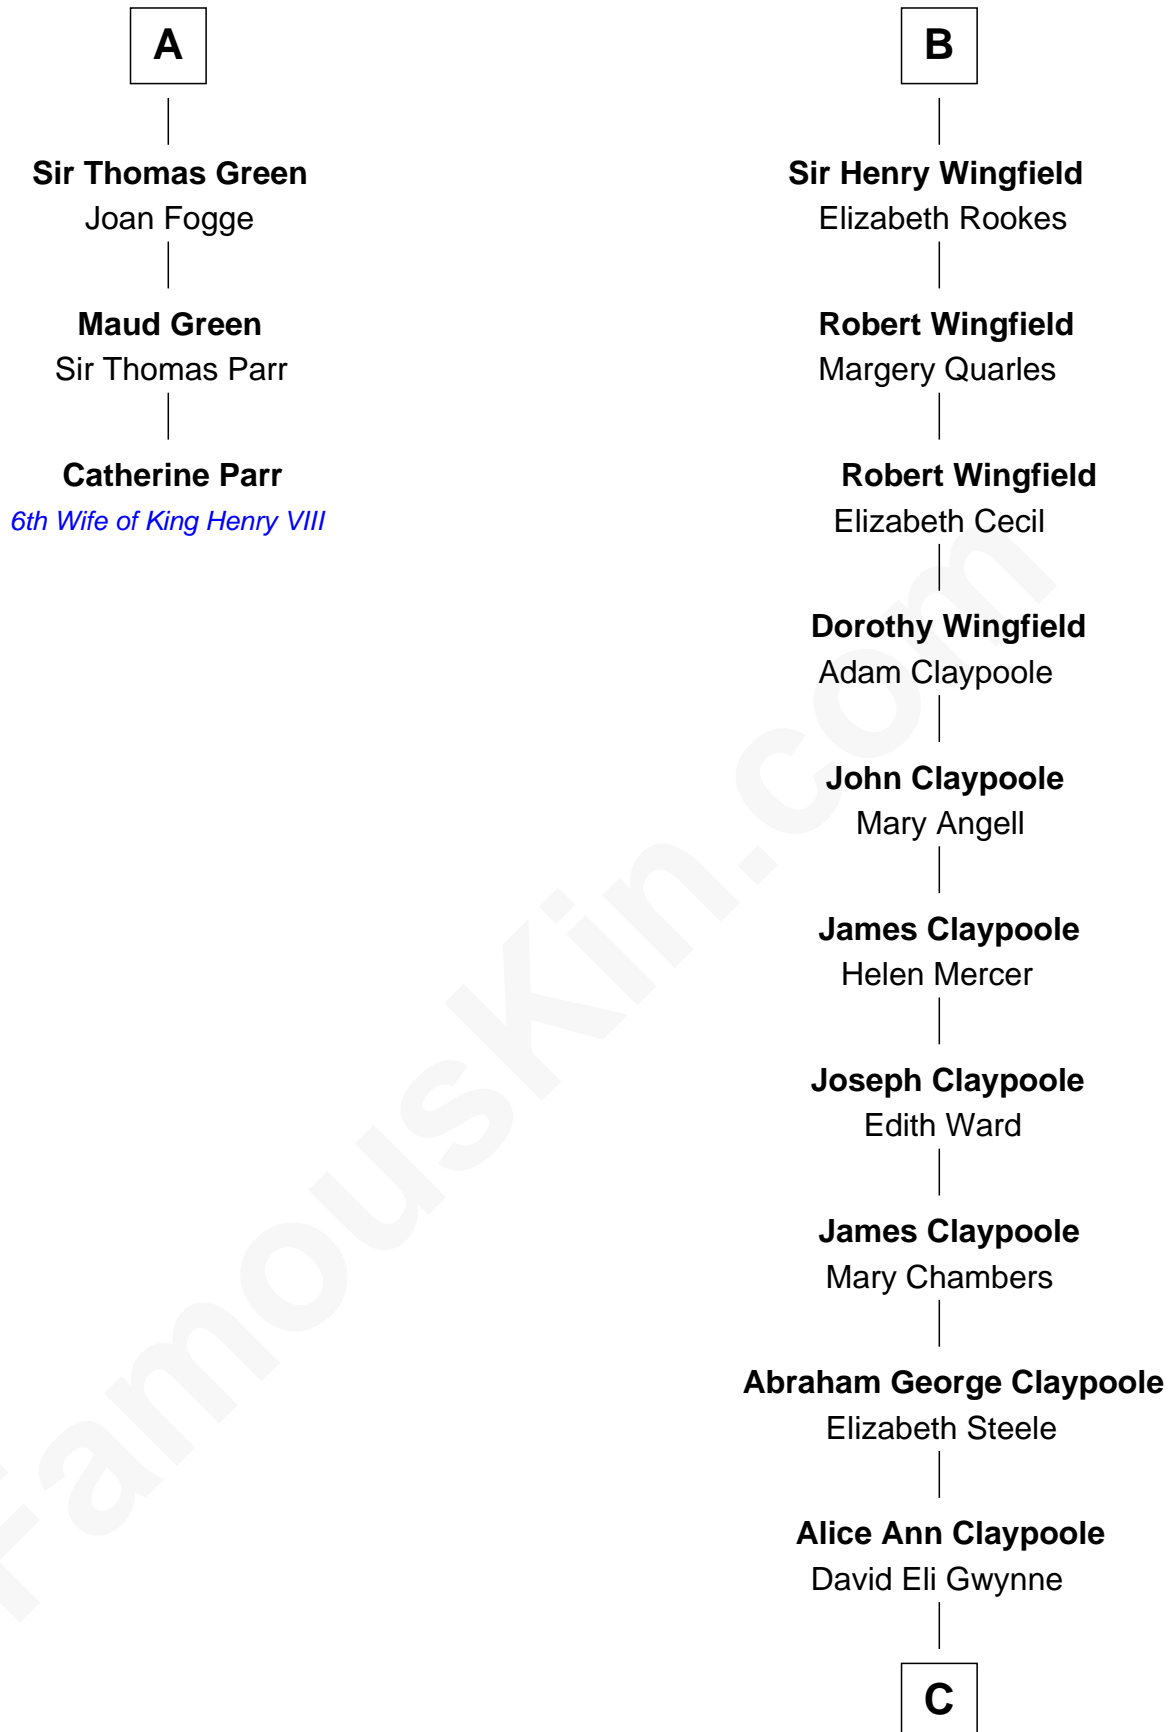 A
Sir Thomas Green
Joan Fogge
Maud Green
Sir Thomas Parr
Catherine Parr
6th Wife of King Henry VIII
B
Sir Henry Wingfield
Elizabeth Rookes
Robert Wingfield
Margery Quarles
Robert Wingfield
Elizabeth Cecil
Dorothy Wingfield
Adam Claypoole
John Claypoole
Mary Angell
James Claypoole
Helen Mercer
Joseph Claypoole
Edith Ward
James Claypoole
Mary Chambers
Abraham George Claypoole
Elizabeth Steele
Alice Ann Claypoole
David Eli Gwynne
C
FamousKin.com